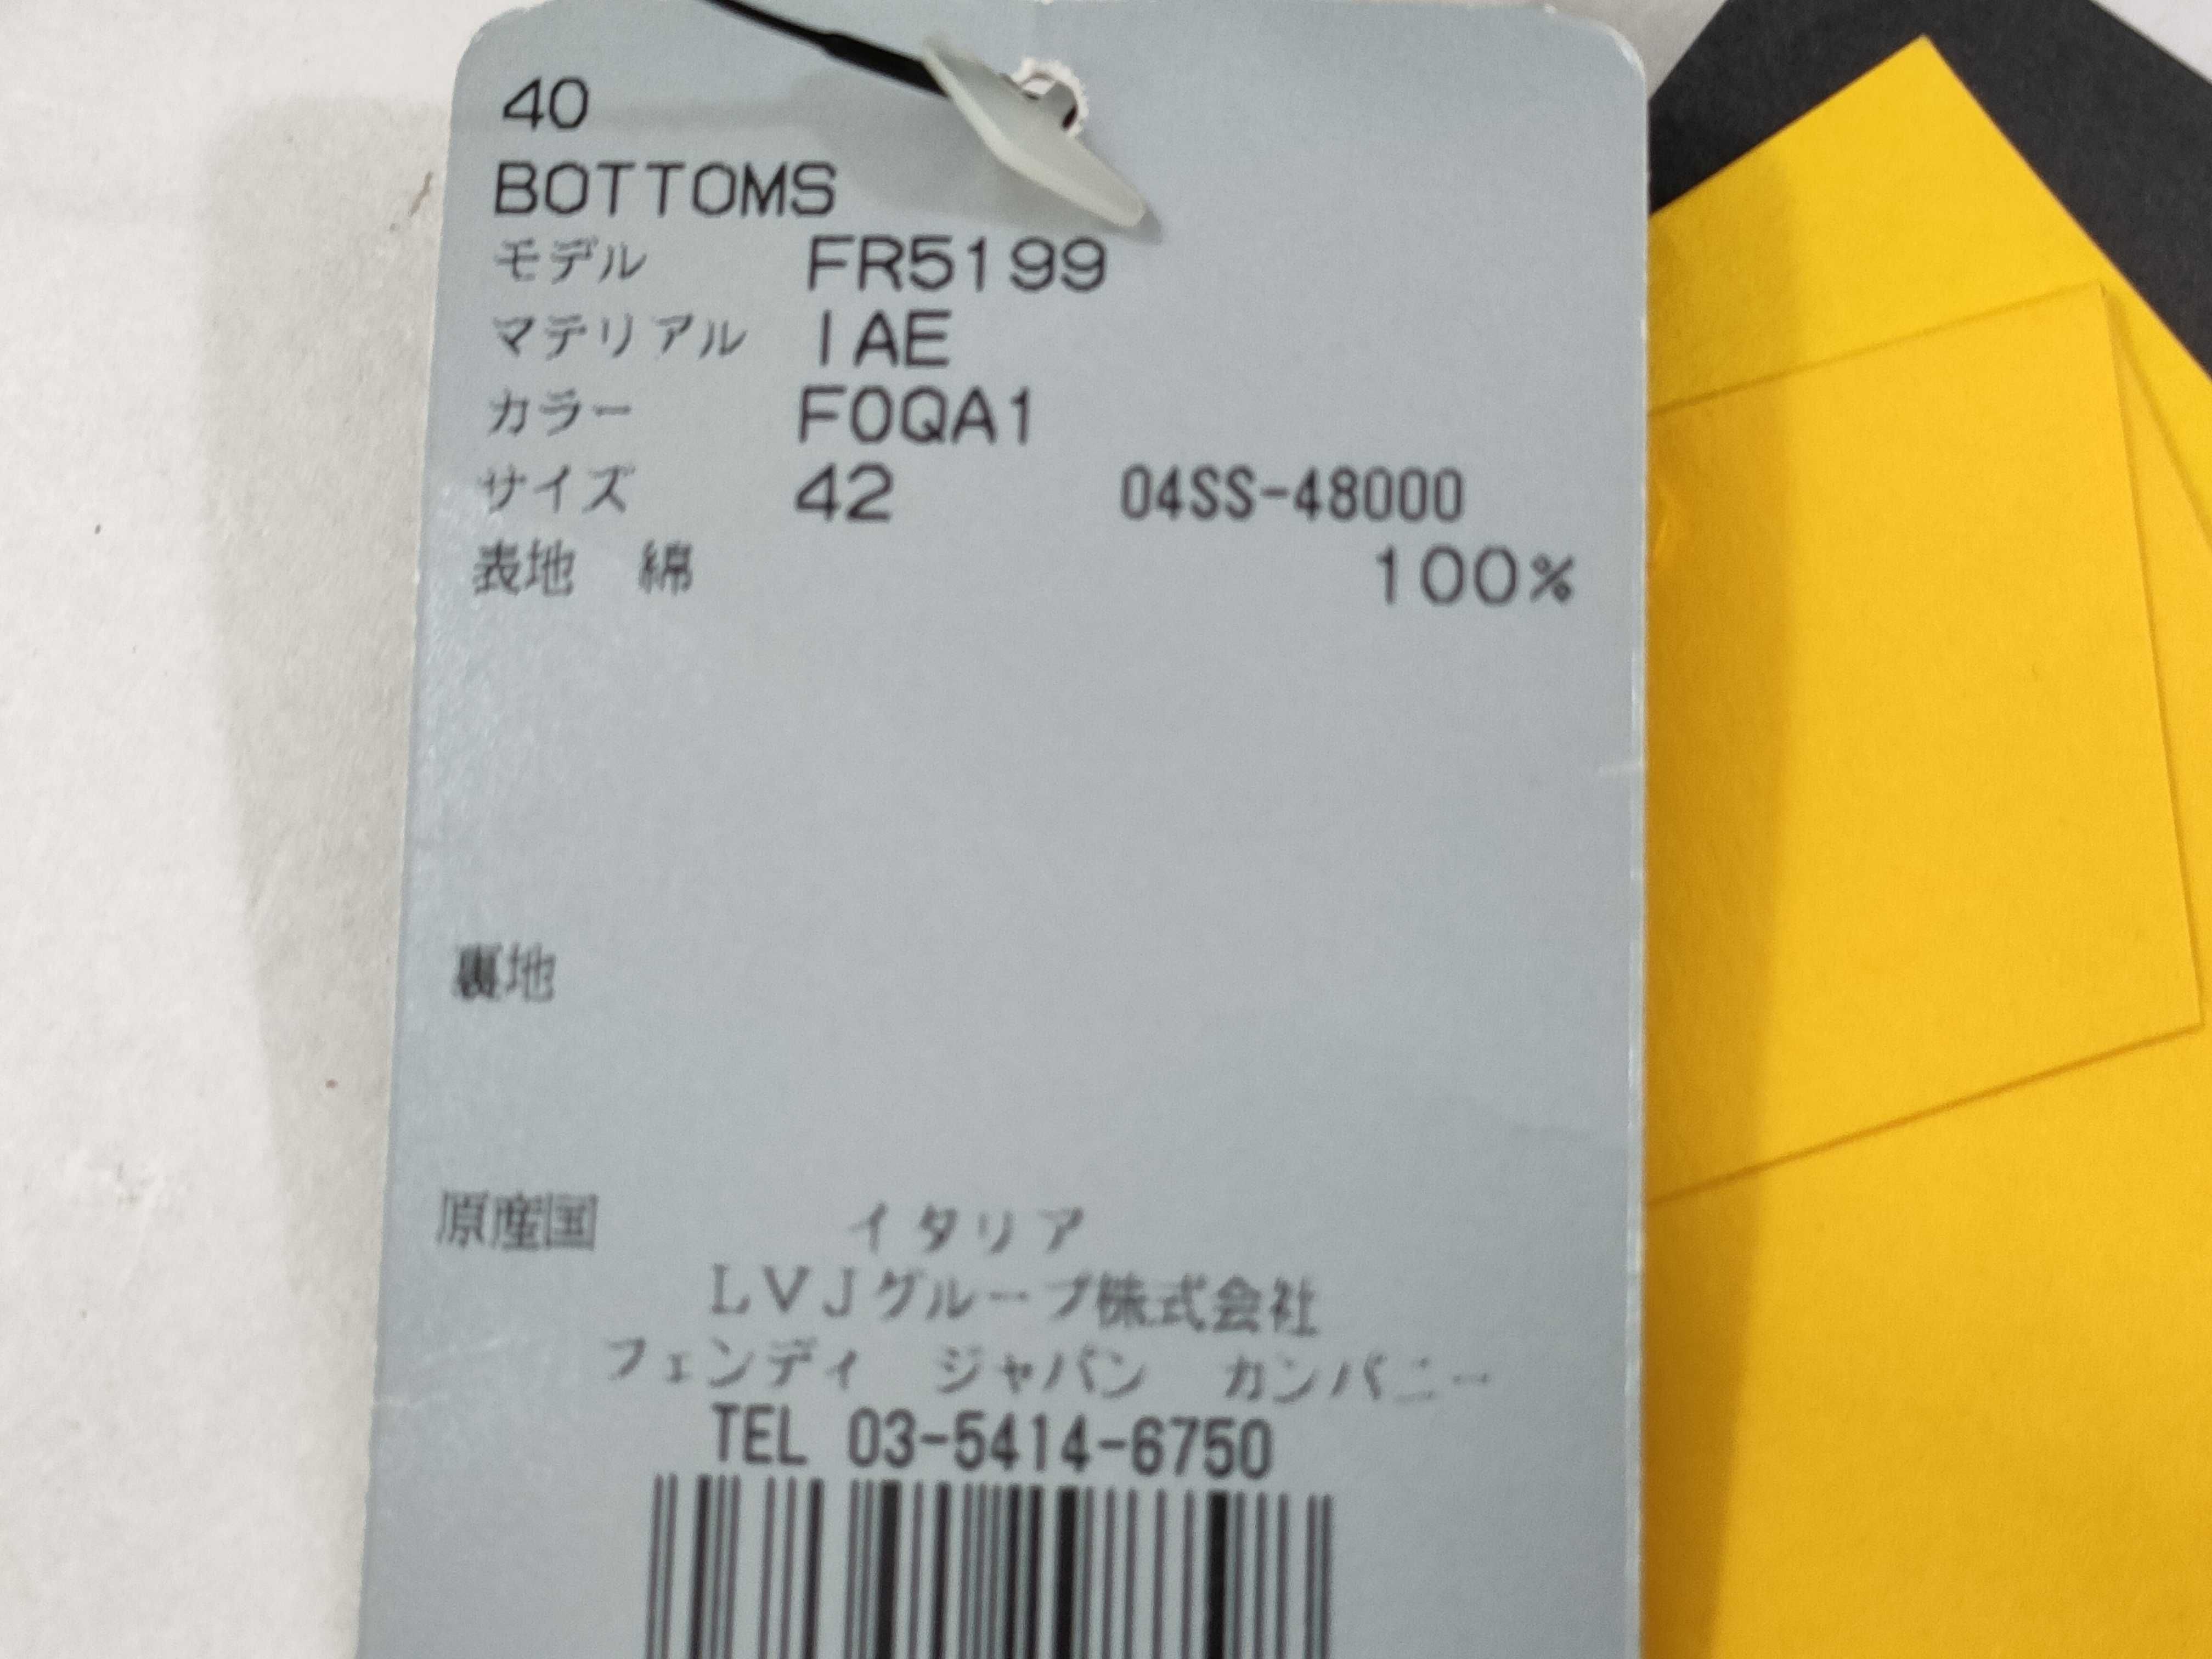 40
BOTTOMS
モデル FR5199
マテリアル IAE
カラー F0QA1
サイズ 42 04SS-48000
表地 綿 100%
裏地
原産国 イタリア
LVJグループ株式会社
フェンディ ジャパン カンパニー
TEL 03-5414-6750